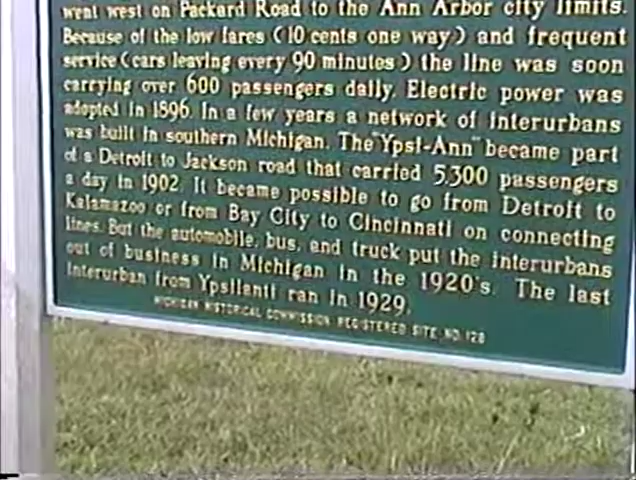 went west on Packard Road to the Ann Arbor city limits.
Because of the low fares (10 cents one way) and frequent
service (cars leaving every 90 minutes) the line was soon
carrying over 600 passengers daily. Electric power was
adopted in 1896. In a few years a network of interurbans
was built in southern Michigan. The "Ypsi-Ann" became part
of a Detroit to Jackson road that carried 5,300 passengers
a day in 1902. It became possible to go from Detroit to
Kalamazoo or from Bay City to Cincinnati on connecting
lines. But the automobile, bus, and truck put the interurbans
out of business in Michigan in the 1920's. The last
interurban from Ypsilanti ran in 1929.
MICHIGAN HISTORICAL COMMISSION REGISTERED SITE NO. 128